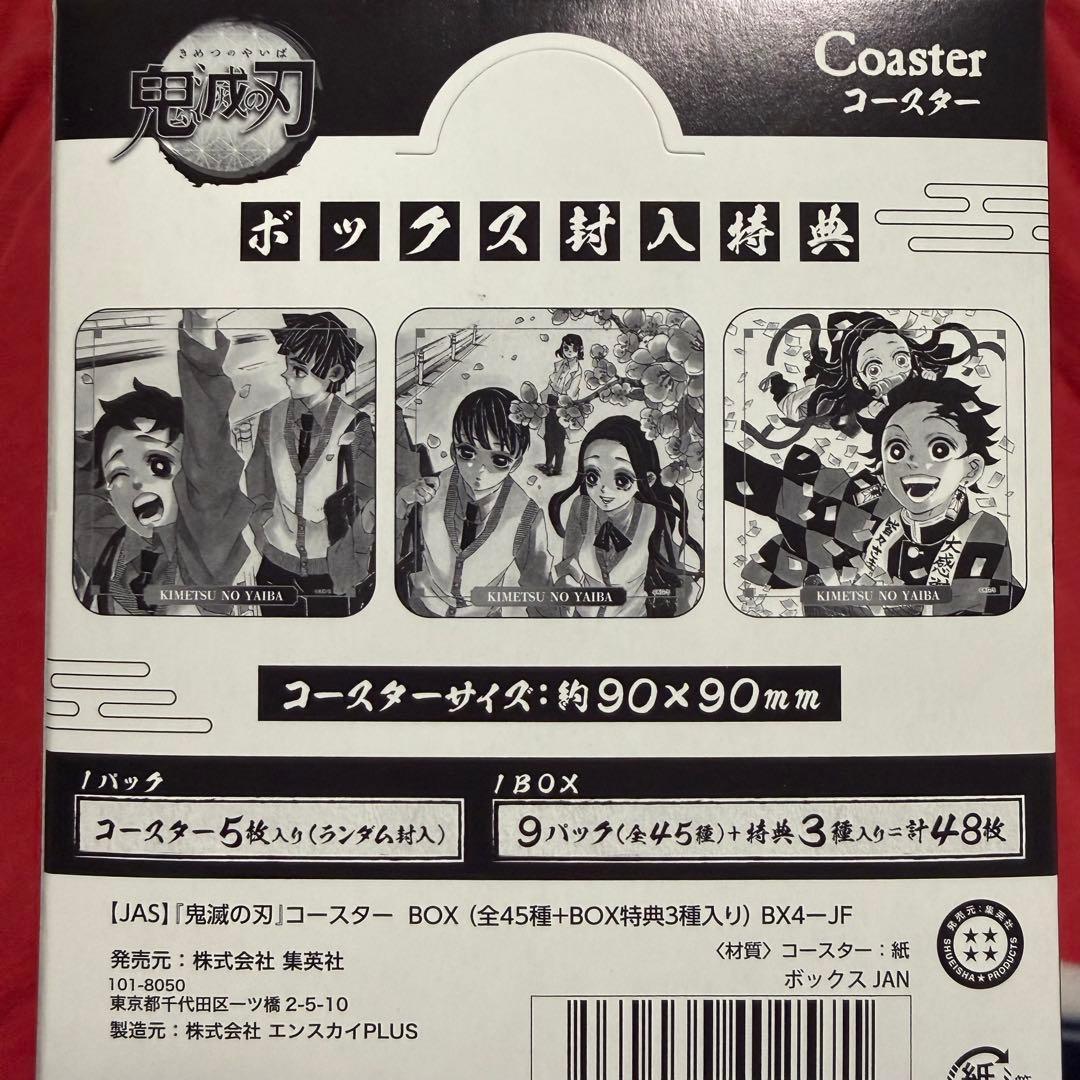 きめつのやいば
鬼滅の刃
Coaster
コースター
ボックス封入特典
KIMETSU NO YAIBA
KIMETSU NO YAIBA
KIMETSU NO YAIBA
コースターサイズ：約90×90mm
1パック
コースター5枚入り（ランダム封入）
1BOX
9パック（全45種）+特典3種入り=計48枚
【JAS】『鬼滅の刃』コースター BOX（全45種+BOX特典3種入り）BX4ーJF
〈材質〉コースター：紙
ボックス JAN
発売元：株式会社 集英社
101-8050
東京都千代田区一ツ橋 2-5-10
製造元：株式会社 エンスカイPLUS
発売元：集英社
SHUEISHA★PRODUCTS
紙